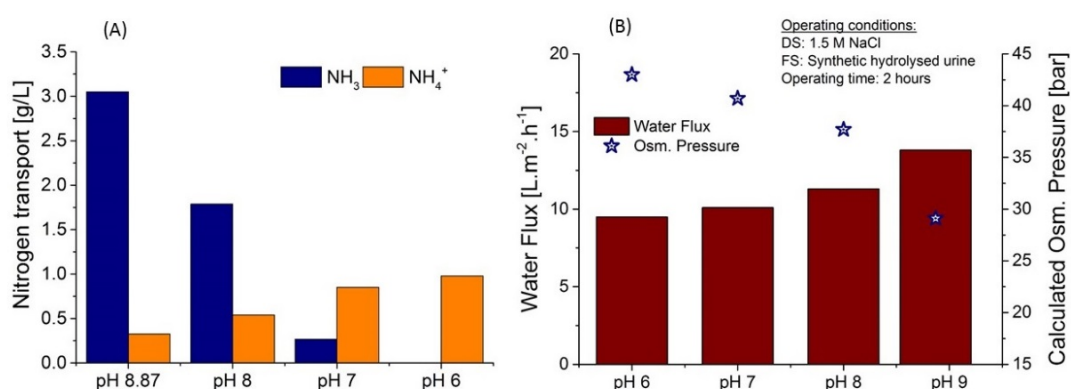 (A)
Nitrogen transport [g/L]
3.5
3.0
2.5
2.0
1.5
1.0
0.5
0.0
NH₃
NH₄⁺
pH 8.87
pH 8
pH 7
pH 6
(B)
Operating conditions:
DS: 1.5 M NaCl
FS: Synthetic hydrolysed urine
Operating time: 2 hours
Water Flux [L.m⁻².h⁻¹]
20
15
10
5
0
Water Flux
Osm. Pressure
45
40
35
30
25
20
15
Calculated Osm. Pressure [bar]
pH 6
pH 7
pH 8
pH 9